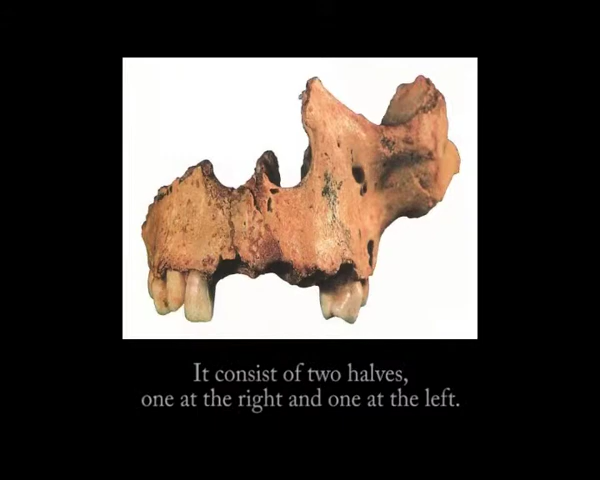 It consist of two halves,
one at the right and one at the left.